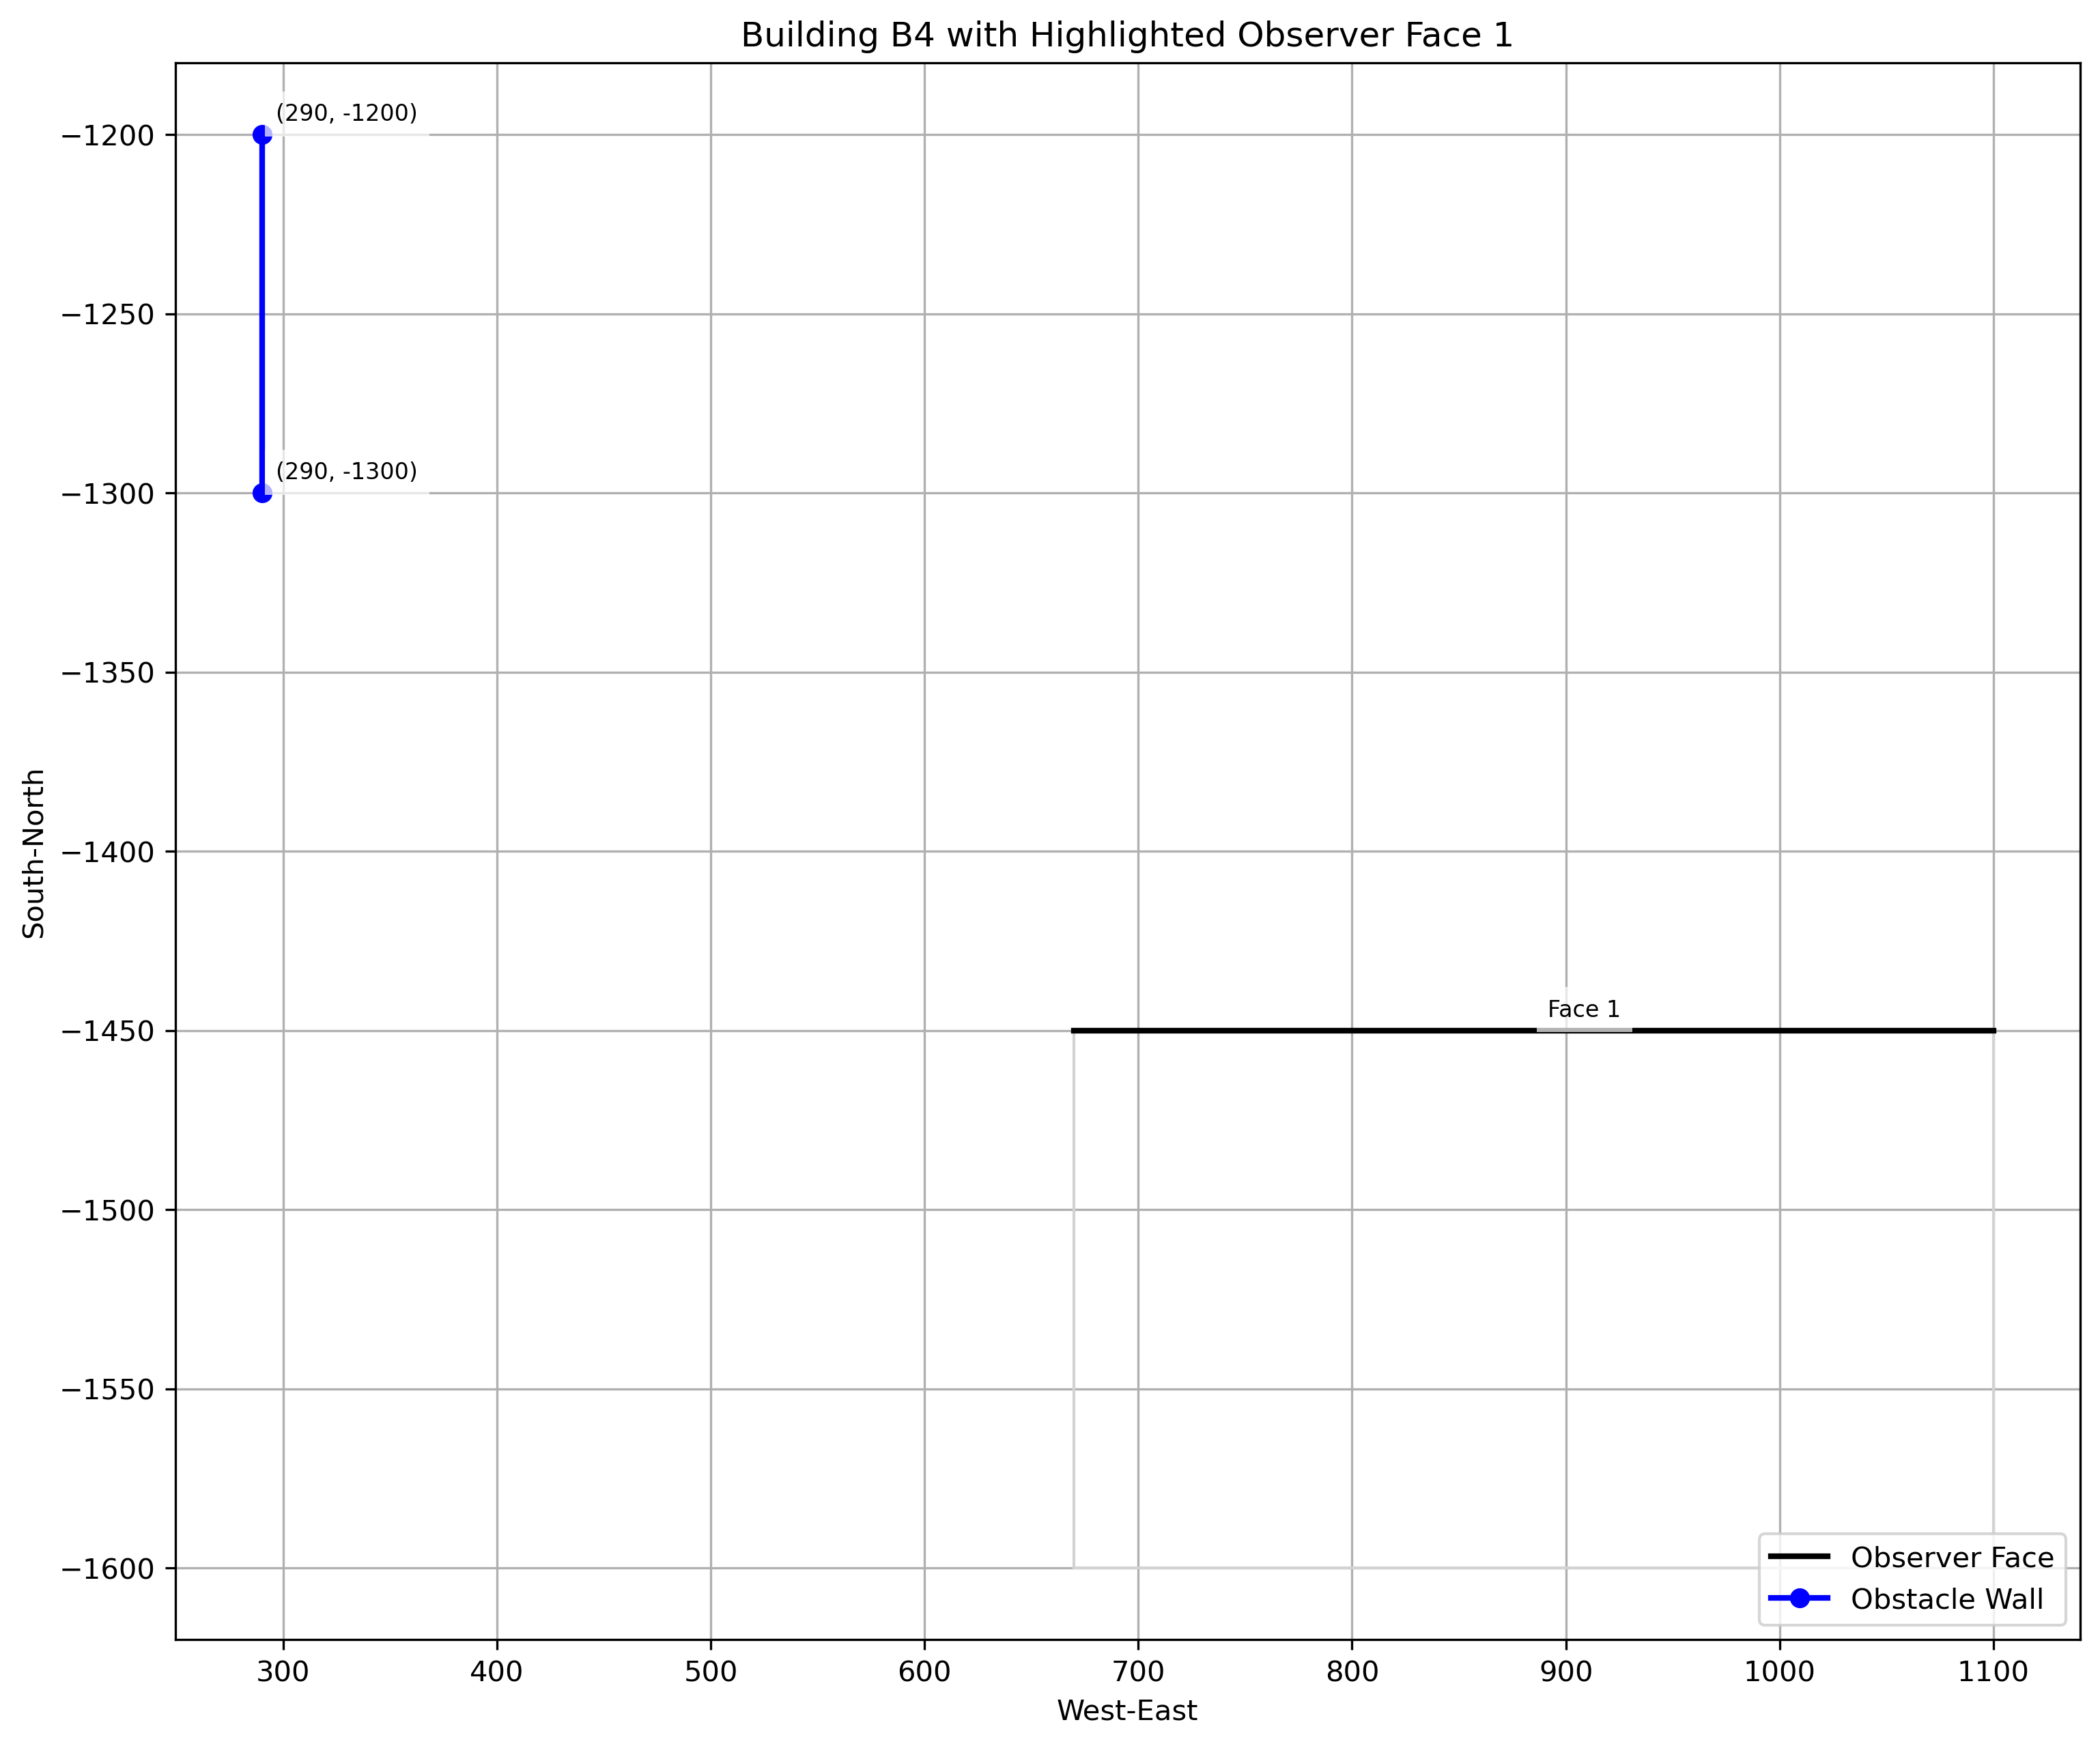 Building B4 with Highlighted Observer Face 1
(290, -1200)
(290, -1300)
Face 1
−1200
−1250
−1300
−1350
−1400
−1450
−1500
−1550
−1600
South-North
300 400 500 600 700 800 900 1000 1100
West-East
Observer Face
Obstacle Wall